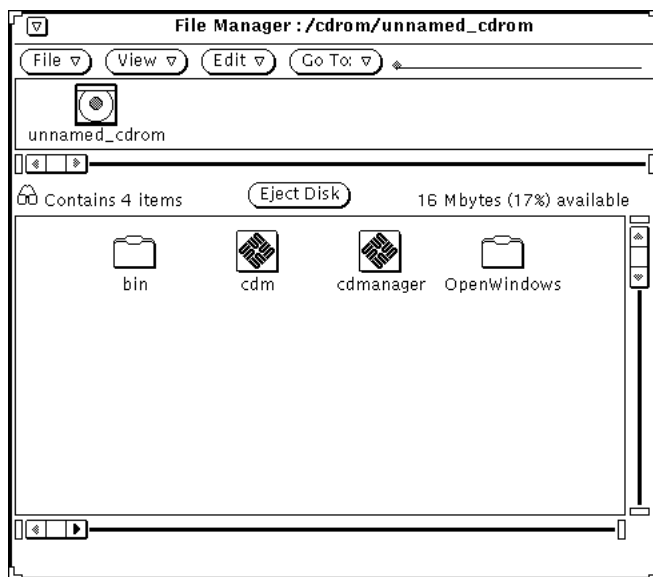 File Manager : /cdrom/unnamed_cdrom
File View Edit Go To:
unnamed_cdrom
Contains 4 items Eject Disk 16 Mbytes (17%) available
bin cdm cdmanager OpenWindows